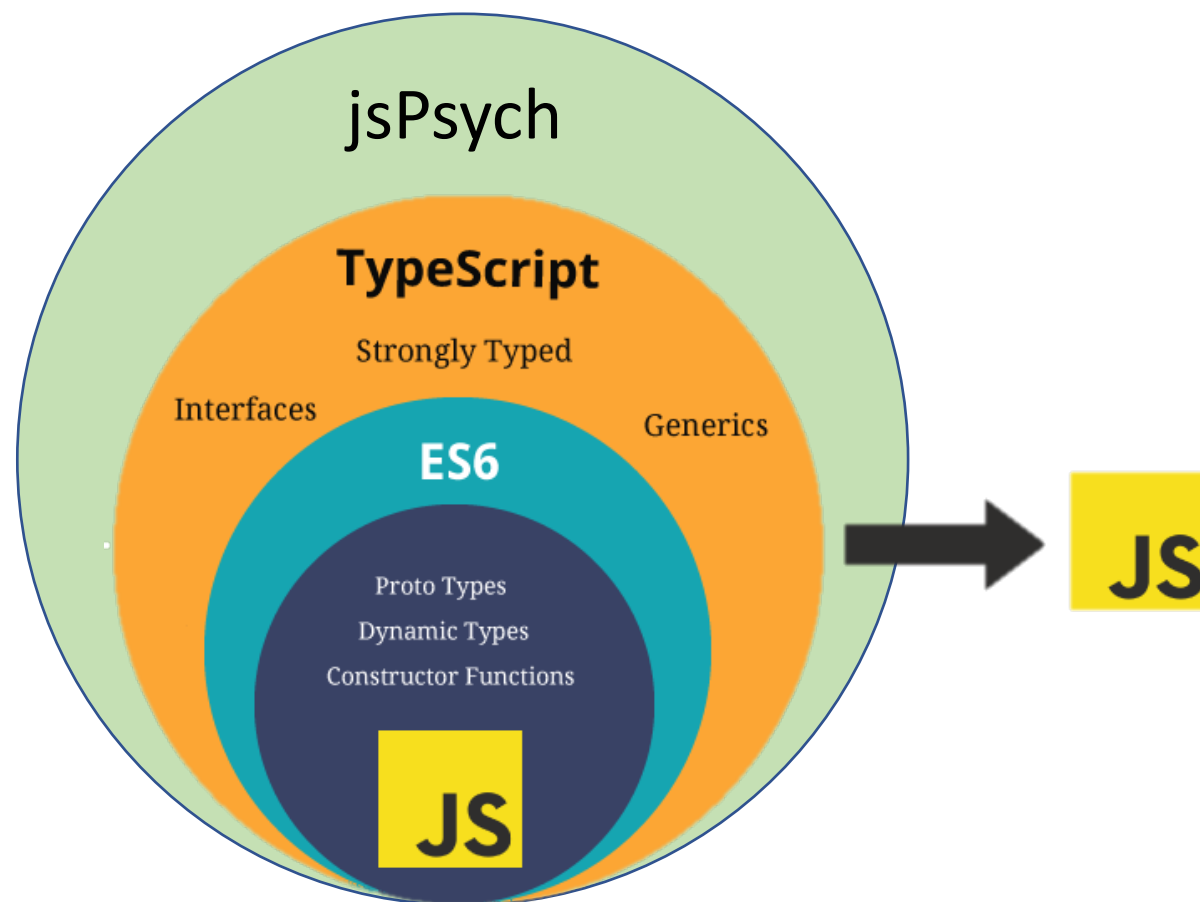 jsPsych
TypeScript
Strongly Typed
Interfaces
Generics
ES6
Proto Types
Dynamic Types
Constructor Functions
JS
JS